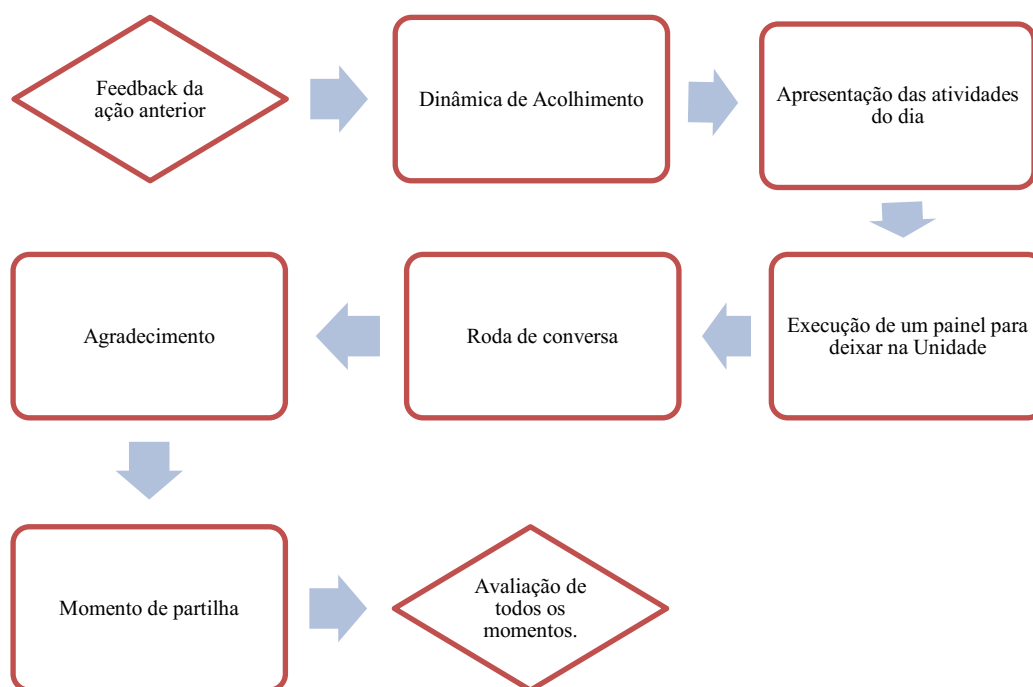 Feedback da
ação anterior
Dinâmica de Acolhimento
Apresentação das atividades
do dia
Execução de um painel para
deixar na Unidade
Roda de conversa
Agradecimento
Momento de partilha
Avaliação de
todos os
momentos.